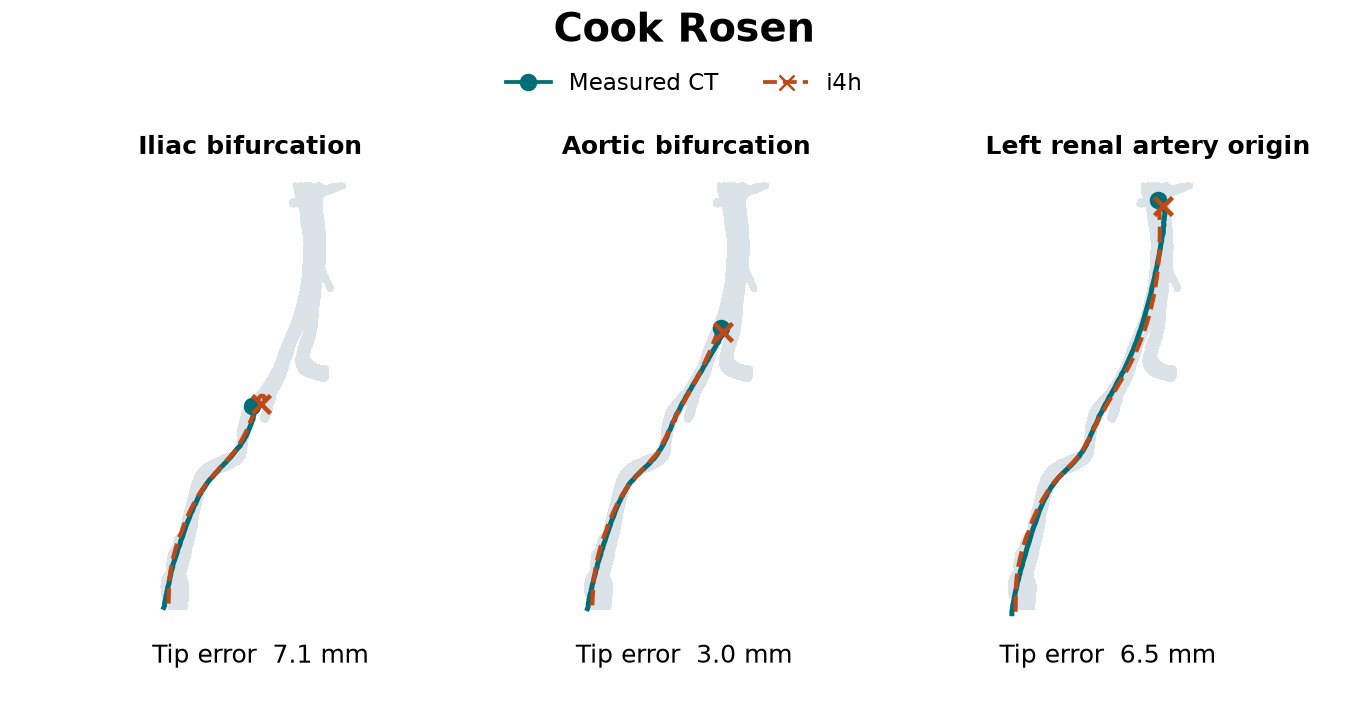 Cook Rosen
Measured CT i4h
Iliac bifurcation Aortic bifurcation Left renal artery origin
Tip error 7.1 mm Tip error 3.0 mm Tip error 6.5 mm